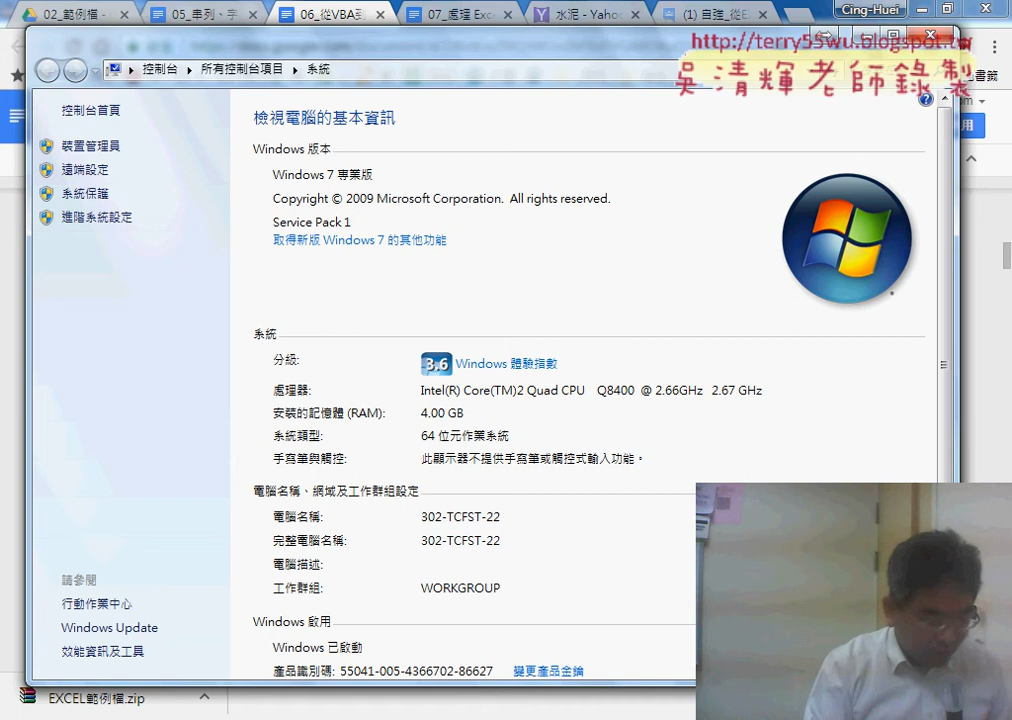 02_範例檔-
05_串列、字
06_從VBA到
07_處理 Exc
水泥 - Yaho
(1) 自強_從E
Cing-Huei
http://terry55wu.blogspot.tw
吳清輝老師錄製
控制台
所有控制台項目
系統
書籤
用
控制台首頁
裝置管理員
遠端設定
系統保護
進階系統設定
檢視電腦的基本資訊
Windows 版本
Windows 7 專業版
Copyright © 2009 Microsoft Corporation. All rights reserved.
Service Pack 1
取得新版 Windows 7 的其他功能
系統
分級: 3.6 Windows 體驗指數
處理器: Intel(R) Core(TM)2 Quad CPU Q8400 @ 2.66GHz 2.67 GHz
安裝的記憶體 (RAM): 4.00 GB
系統類型: 64 位元作業系統
手寫筆與觸控: 此顯示器不提供手寫筆或觸控式輸入功能。
電腦名稱、網域及工作群組設定
電腦名稱: 302-TCFST-22
完整電腦名稱: 302-TCFST-22
電腦描述:
工作群組: WORKGROUP
Windows 啟用
Windows 已啟動
產品識別碼: 55041-005-4366702-86627 變更產品金鑰
請參閱
行動作業中心
Windows Update
效能資訊及工具
EXCEL範例檔.zip